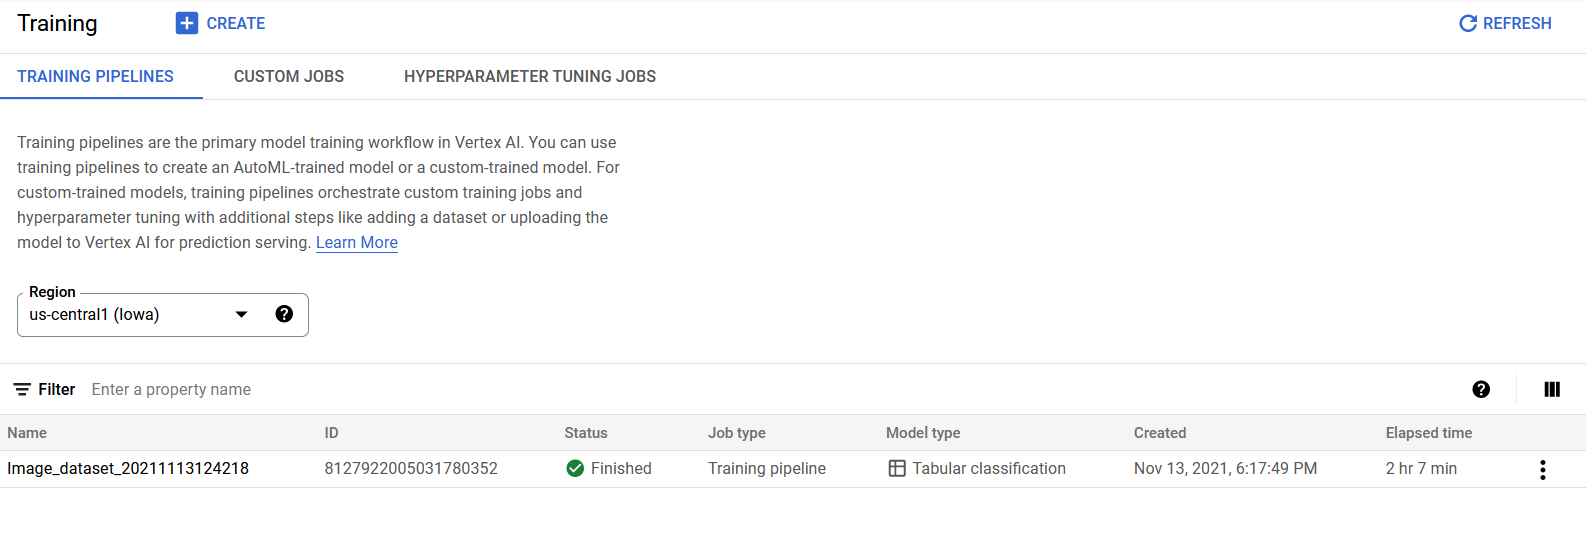 Training CREATE REFRESH
TRAINING PIPELINES CUSTOM JOBS HYPERPARAMETER TUNING JOBS
Training pipelines are the primary model training workflow in Vertex AI. You can use
training pipelines to create an AutoML-trained model or a custom-trained model. For
custom-trained models, training pipelines orchestrate custom training jobs and
hyperparameter tuning with additional steps like adding a dataset or uploading the
model to Vertex AI for prediction serving. Learn More
Region
us-central1 (Iowa)
Filter Enter a property name
Name ID Status Job type Model type Created Elapsed time
Image_dataset_20211113124218 8127922005031780352 Finished Training pipeline Tabular classification Nov 13, 2021, 6:17:49 PM 2 hr 7 min